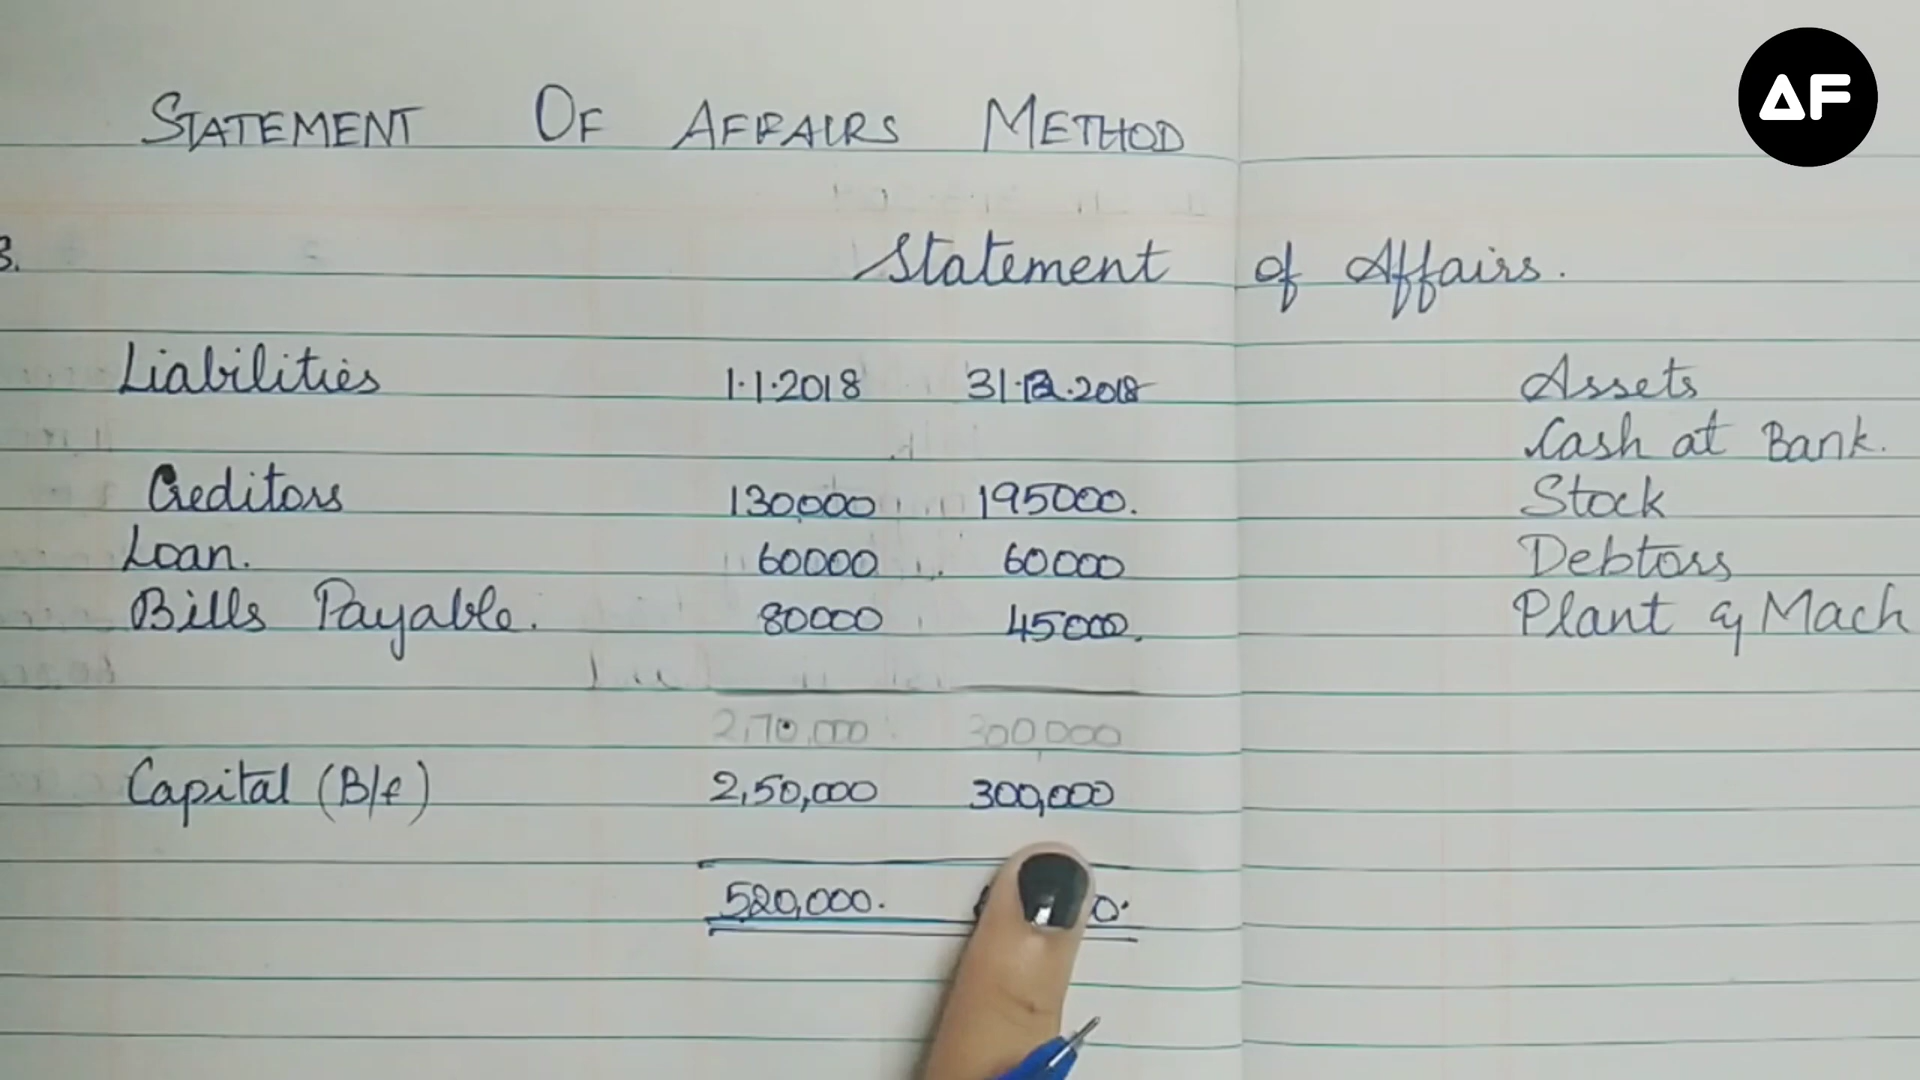 AF
STATEMENT OF AFFAIRS METHOD
3.
Statement of Affairs.
Liabilities 1.1.2018 31.12.2018 Assets
Cash at Bank.
Creditors 130,000 195000. Stock
Loan. 60000 60000 Debtors
Bills Payable. 80000 45000. Plant & Mach
2,70,000 300,000
Capital (B/f) 2,50,000 300,000
520,000. 0.